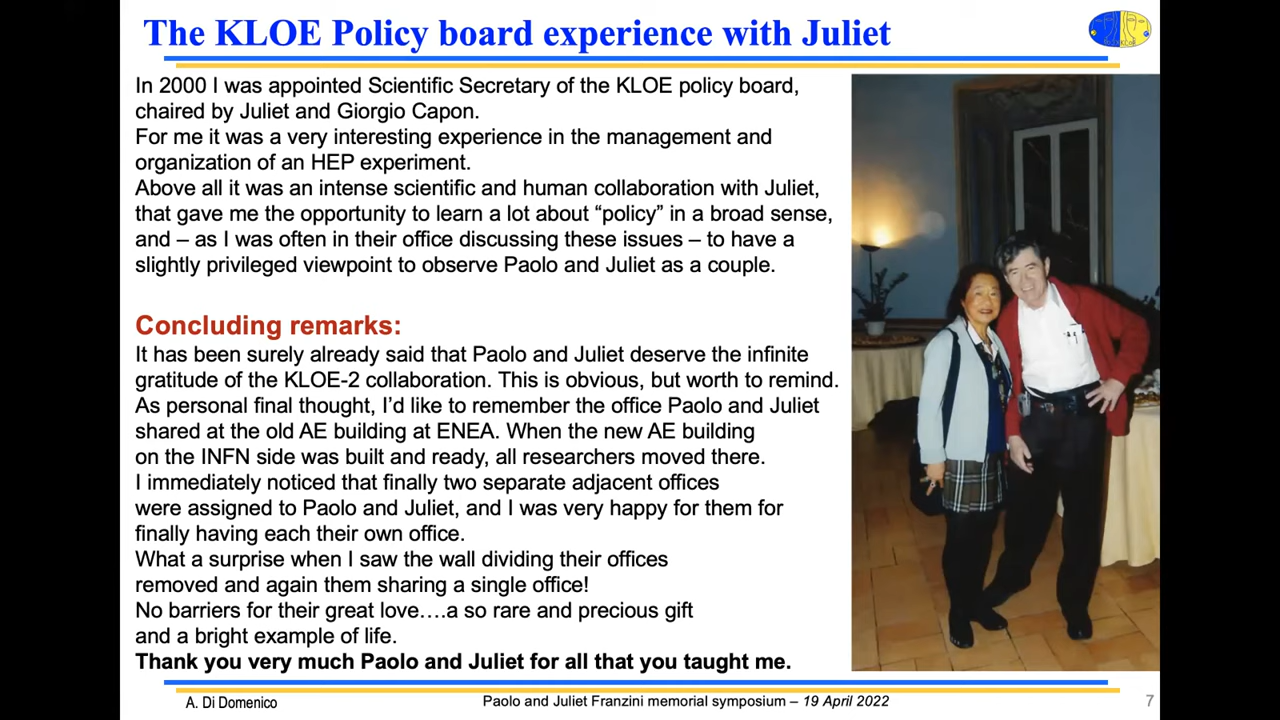 The KLOE Policy board experience with Juliet
In 2000 I was appointed Scientific Secretary of the KLOE policy board,
chaired by Juliet and Giorgio Capon.
For me it was a very interesting experience in the management and
organization of an HEP experiment.
Above all it was an intense scientific and human collaboration with Juliet,
that gave me the opportunity to learn a lot about “policy” in a broad sense,
and – as I was often in their office discussing these issues – to have a
slightly privileged viewpoint to observe Paolo and Juliet as a couple.
Concluding remarks:
It has been surely already said that Paolo and Juliet deserve the infinite
gratitude of the KLOE-2 collaboration. This is obvious, but worth to remind.
As personal final thought, I’d like to remember the office Paolo and Juliet
shared at the old AE building at ENEA. When the new AE building
on the INFN side was built and ready, all researchers moved there.
I immediately noticed that finally two separate adjacent offices
were assigned to Paolo and Juliet, and I was very happy for them for
finally having each their own office.
What a surprise when I saw the wall dividing their offices
removed and again them sharing a single office!
No barriers for their great love….a so rare and precious gift
and a bright example of life.
Thank you very much Paolo and Juliet for all that you taught me.
A. Di Domenico
Paolo and Juliet Franzini memorial symposium – 19 April 2022
7